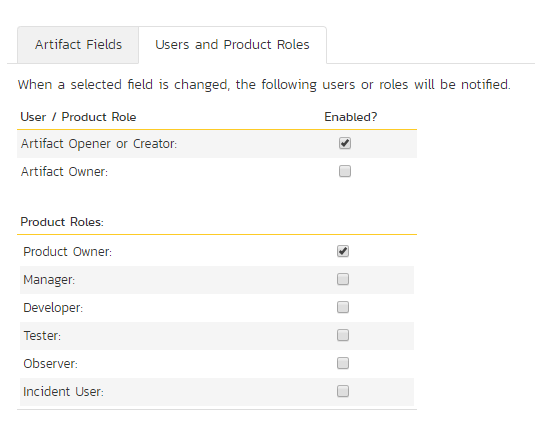 Artifact Fields Users and Product Roles
When a selected field is changed, the following users or roles will be notified.
User / Product Role Enabled?
Artifact Opener or Creator:
Artifact Owner:
Product Roles:
Product Owner:
Manager:
Developer:
Tester:
Observer:
Incident User: